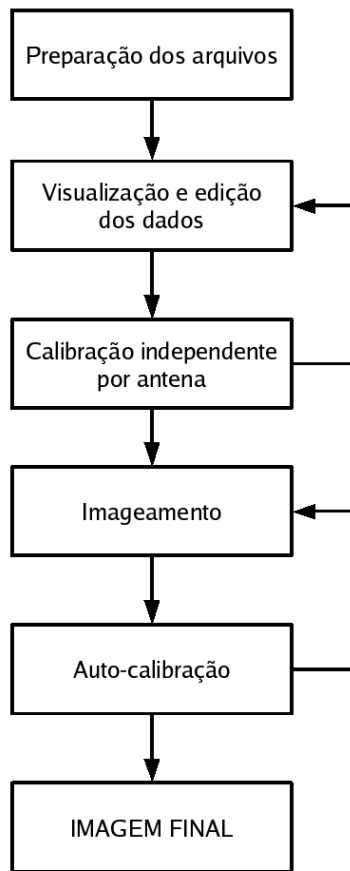 Preparação dos arquivos
Visualização e edição
dos dados
Calibração independente
por antena
Imageamento
Auto-calibração
IMAGEM FINAL